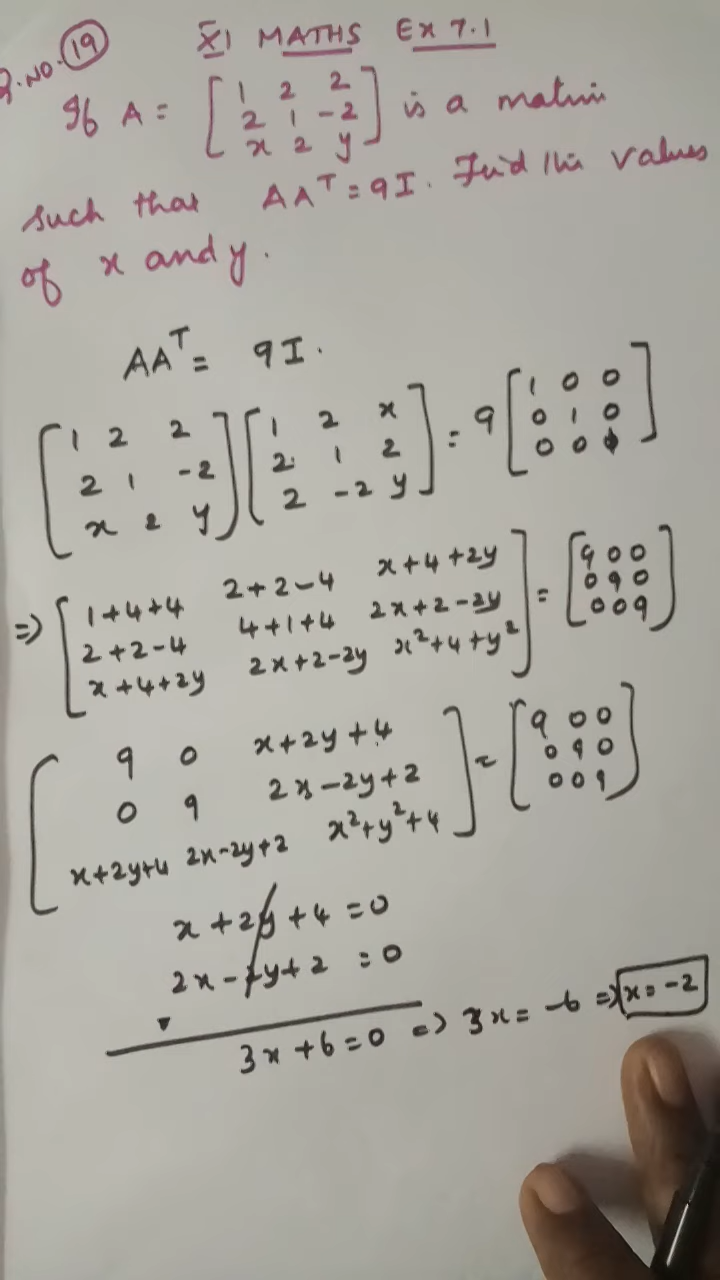 XI MATHS Ex 7.1
Q.NO. 19
If A = [ 1 2 2
2 1 -2
x 2 y ] is a matrix
such that AAᵀ = 9I. Find the values
of x and y.
AAᵀ = 9I.
[ 1 2 2 ] [ 1 2 x ] = 9 [ 1 0 0 ]
[ 2 1 -2 ] [ 2 1 2 ] [ 0 1 0 ]
[ x 2 y ] [ 2 -2 y ] [ 0 0 1 ]
=> [ 1+4+4 2+2-4 x+4+2y ] = [ 9 0 0 ]
[ 2+2-4 4+1+4 2x+2-2y ] [ 0 9 0 ]
[ x+4+2y 2x+2-2y x²+4+y² ] [ 0 0 9 ]
[ 9 0 x+2y+4 ] = [ 9 0 0 ]
[ 0 9 2x-2y+2 ] [ 0 9 0 ]
[ x+2y+4 2x-2y+2 x²+y²+4 ] [ 0 0 9 ]
x+2y+4=0
2x-2y+2=0
3x+6=0 => 3x=-6 => x=-2